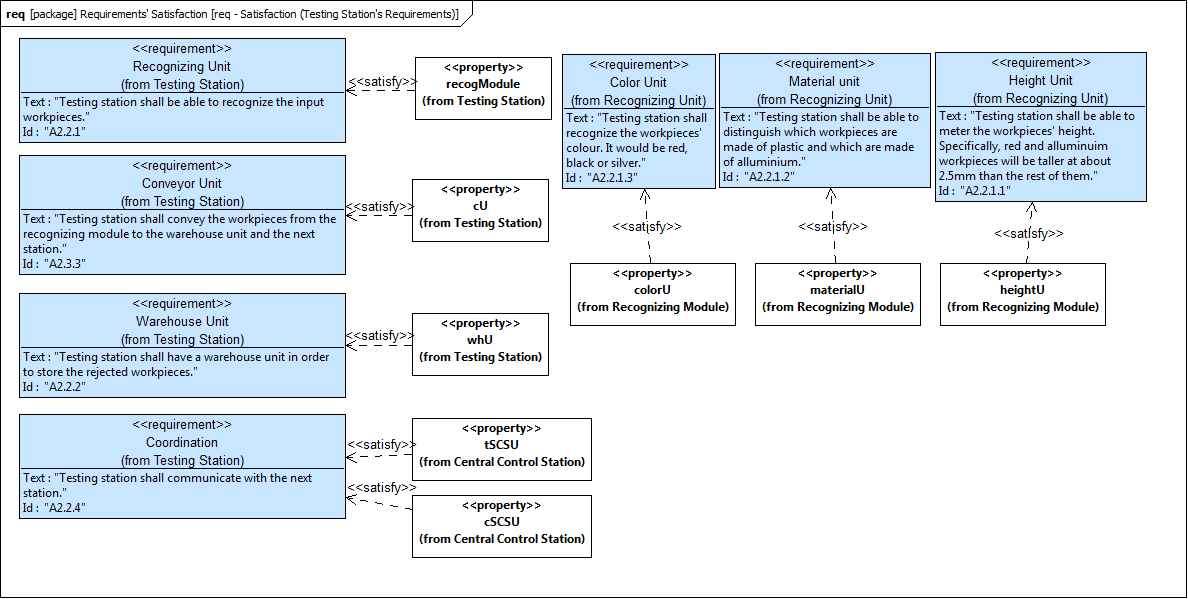 req [package] Requirements' Satisfaction [req - Satisfaction (Testing Station's Requirements)]
<<requirement>>
Recognizing Unit
(from Testing Station)
Text : "Testing station shall be able to recognize the input
workpieces."
Id : "A2.2.1"
<<satisfy>>
<<property>>
recogModule
(from Testing Station)
<<requirement>>
Conveyor Unit
(from Testing Station)
Text : "Testing station shall convey the workpieces from the
recognizing module to the warehouse unit and the next
station."
Id : "A2.3.3"
<<satisfy>>
<<property>>
cU
(from Testing Station)
<<requirement>>
Warehouse Unit
(from Testing Station)
Text : "Testing station shall have a warehouse unit in order
to store the rejected workpieces."
Id : "A2.2.2"
<<satisfy>>
<<property>>
whU
(from Testing Station)
<<requirement>>
Coordination
(from Testing Station)
Text : "Testing station shall communicate with the next
station."
Id : "A2.2.4"
<<satisfy>>
<<property>>
tSCSU
(from Central Control Station)
<<satisfy>>
<<property>>
cSCSU
(from Central Control Station)
<<requirement>>
Color Unit
(from Recognizing Unit)
Text : "Testing station shall
recognize the workpieces'
colour. It would be red,
black or silver."
Id : "A2.2.1.3"
<<satisfy>>
<<property>>
colorU
(from Recognizing Module)
<<requirement>>
Material unit
(from Recognizing Unit)
Text : "Testing station shall be able to
distinguish which workpieces are
made of plastic and which are made
of alluminium."
Id : "A2.2.1.2"
<<satisfy>>
<<property>>
materialU
(from Recognizing Module)
<<requirement>>
Height Unit
(from Recognizing Unit)
Text : "Testing station shall be able to
meter the workpieces' height.
Specifically, red and alluminuim
workpieces will be taller at about
2.5mm than the rest of them."
Id : "A2.2.1.1"
<<satisfy>>
<<property>>
heightU
(from Recognizing Module)